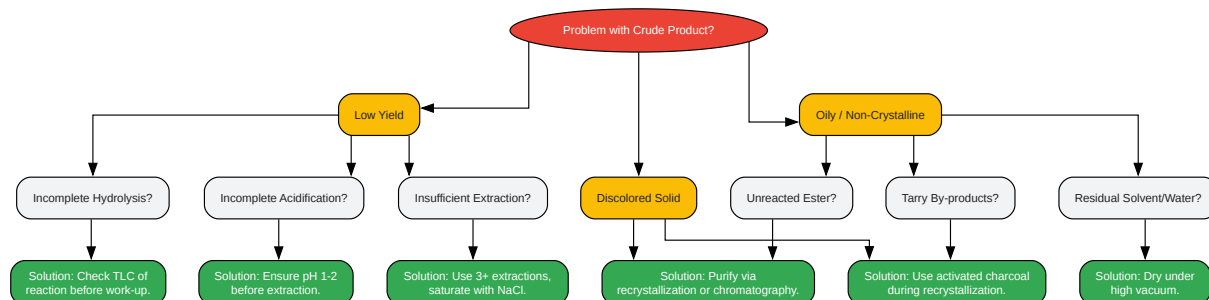 Problem with Crude Product?
Low Yield
Oily / Non-Crystalline
Incomplete Hydrolysis?
Incomplete Acidification?
Insufficient Extraction?
Discolored Solid
Unreacted Ester?
Tarry By-products?
Residual Solvent/Water?
Solution: Check TLC of
reaction before work-up.
Solution: Ensure pH 1-2
before extraction.
Solution: Use 3+ extractions,
saturate with NaCl.
Solution: Purify via
recrystallization or chromatography.
Solution: Use activated charcoal
during recrystallization.
Solution: Dry under
high vacuum.